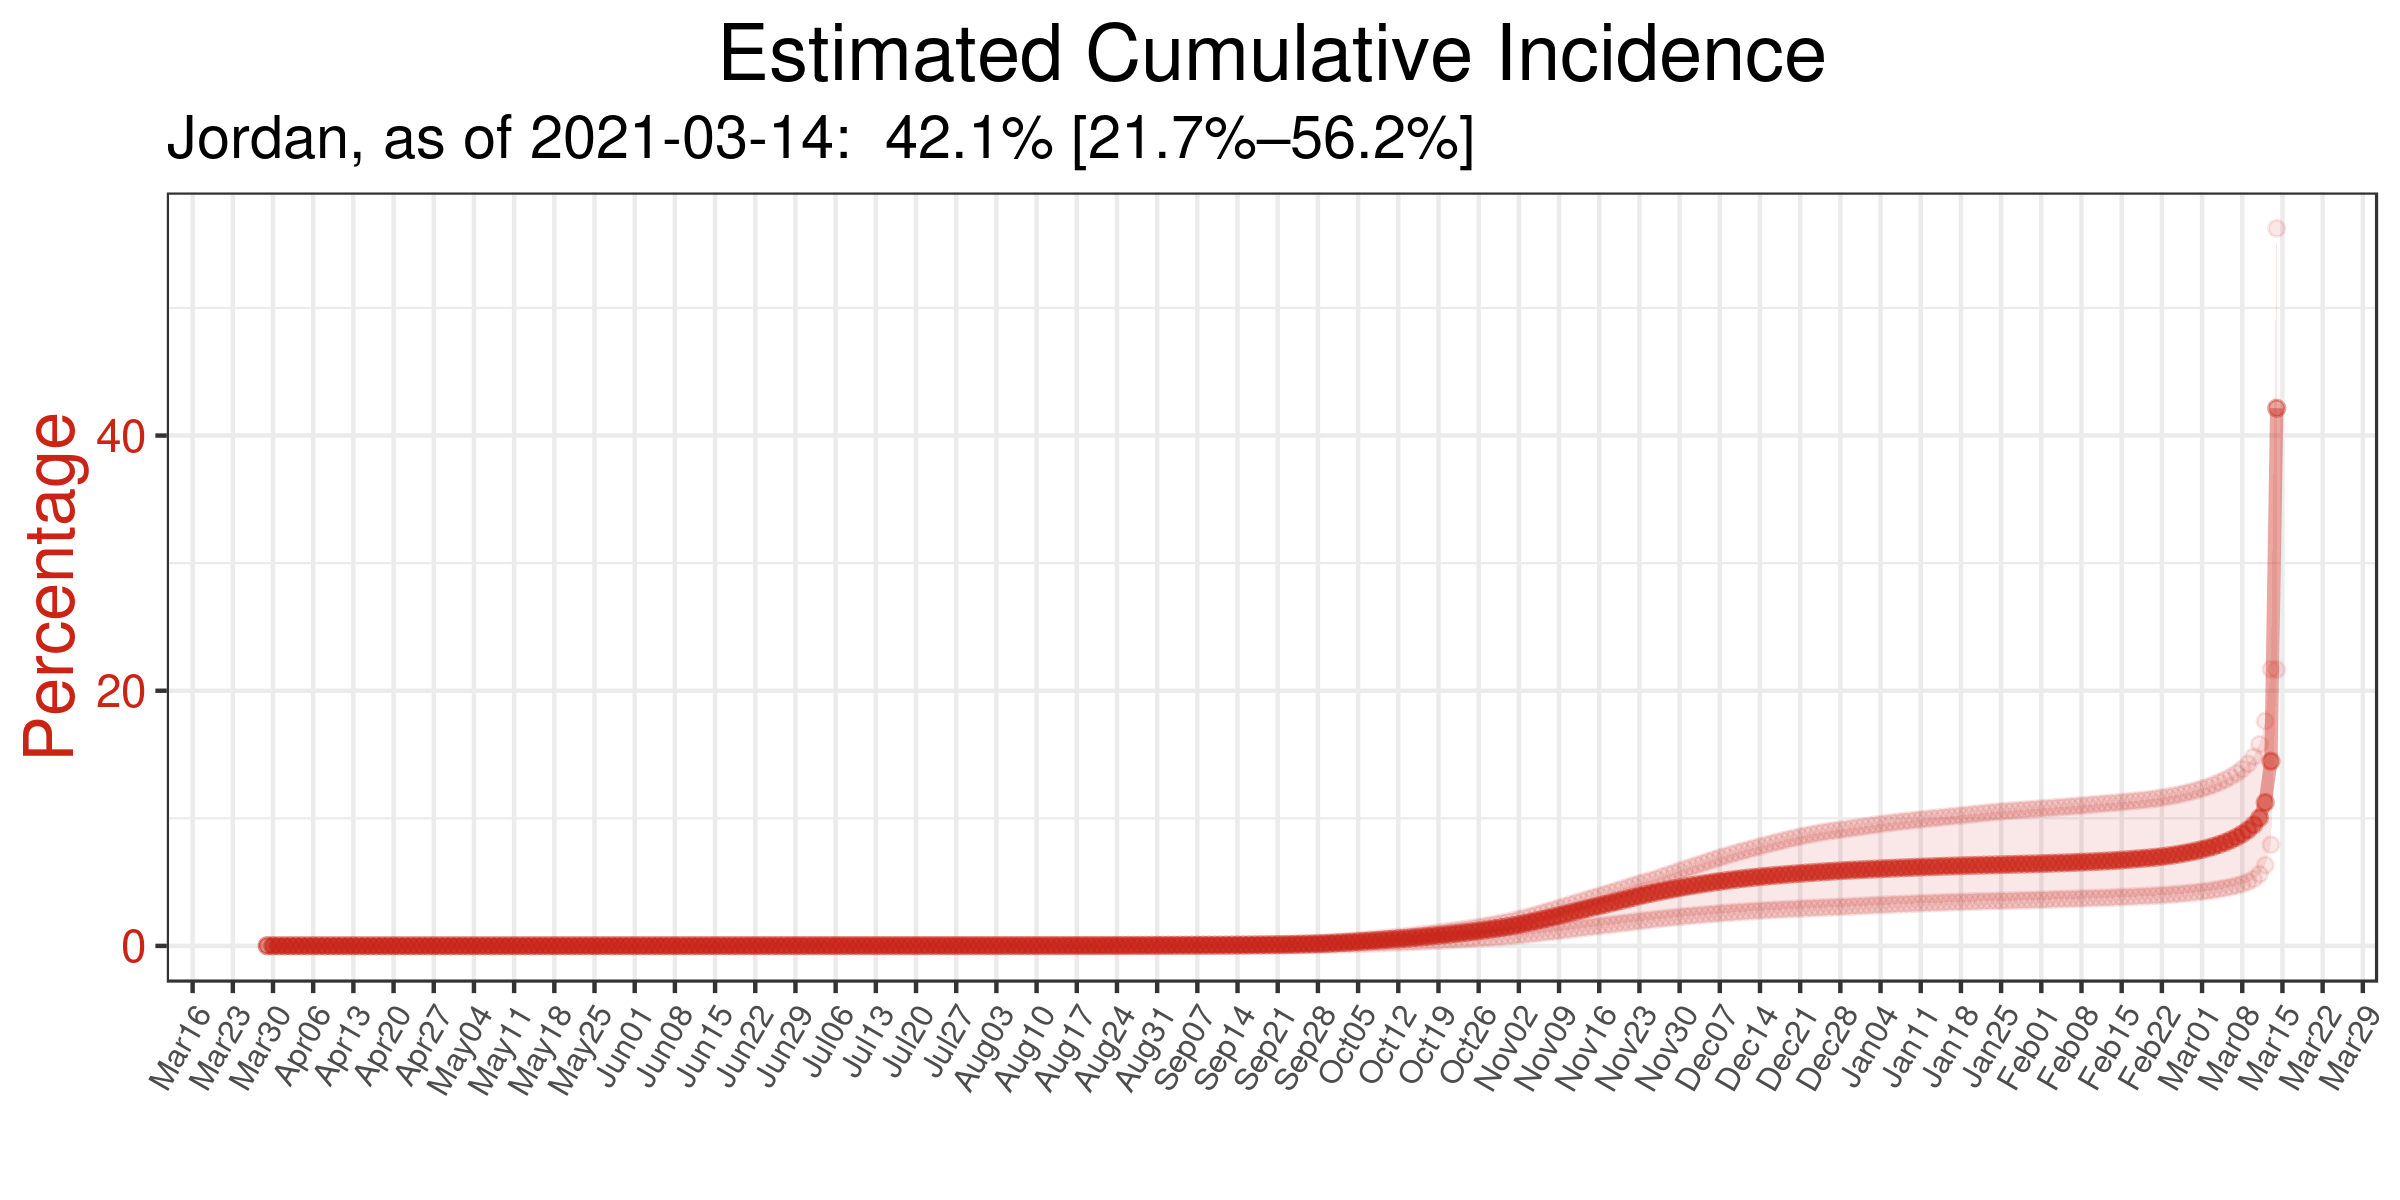 Estimated Cumulative Incidence
Jordan, as of 2021-03-14:  42.1% [21.7%–56.2%]
Percentage
40
20
0
Mar16
Mar23
Mar30
Apr06
Apr13
Apr20
Apr27
May04
May11
May18
May25
Jun01
Jun08
Jun15
Jun22
Jun29
Jul06
Jul13
Jul20
Jul27
Aug03
Aug10
Aug17
Aug24
Aug31
Sep07
Sep14
Sep21
Sep28
Oct05
Oct12
Oct19
Oct26
Nov02
Nov09
Nov16
Nov23
Nov30
Dec07
Dec14
Dec21
Dec28
Jan04
Jan11
Jan18
Jan25
Feb01
Feb08
Feb15
Feb22
Mar01
Mar08
Mar15
Mar22
Mar29